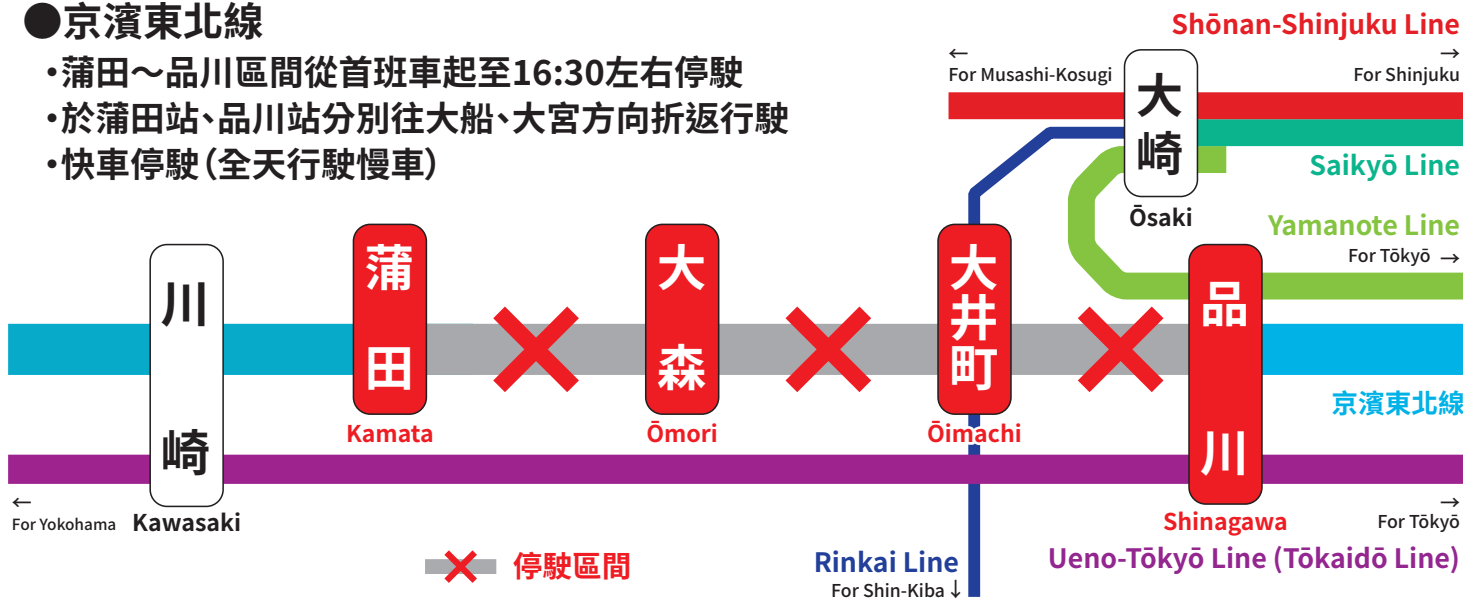 ●京濱東北線
・蒲田～品川區間從首班車起至16:30左右停駛
・於蒲田站、品川站分別往大船、大宮方向折返行駛
・快車停駛（全天行駛慢車）
Shōnan-Shinjuku Line
←
For Musashi-Kosugi
→
For Shinjuku
大崎
Ōsaki
Saikyō Line
Yamanote Line
For Tōkyō →
川崎
Kawasaki
蒲田
Kamata
大森
Ōmori
大井町
Ōimachi
品川
Shinagawa
京濱東北線
←
For Yokohama
→
For Tōkyō
停駛區間
Rinkai Line
For Shin-Kiba ↓
Ueno-Tōkyō Line (Tōkaidō Line)